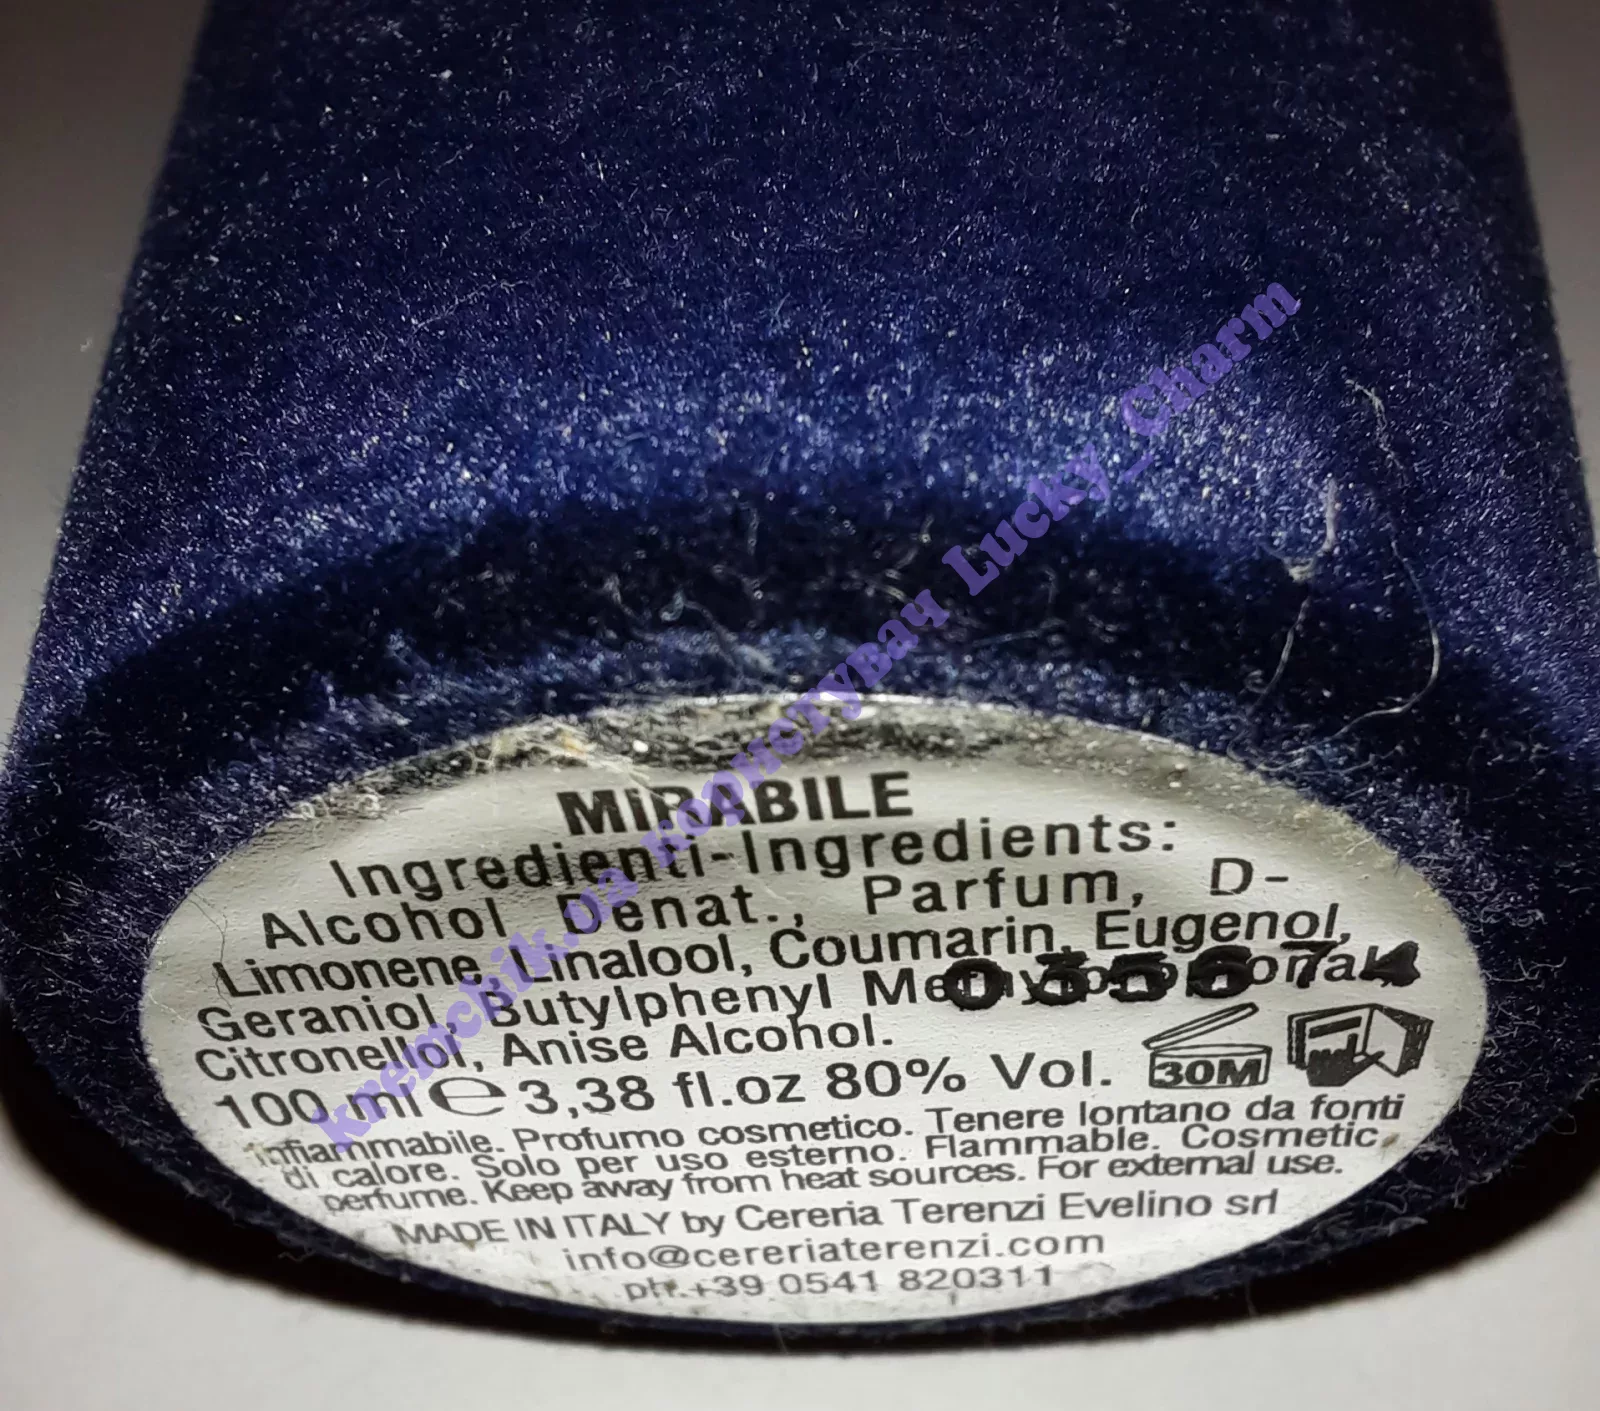 MIRABILE
Ingredienti-Ingredients:
Alcohol Denat., Parfum, D-
Limonene, Linalool, Coumarin, Eugenol,
Geraniol, Butylphenyl
Citronellol, Anise Alcohol.
100 ml e 3,38 fl.oz 80% Vol. 30M
Infiammabile. Profumo cosmetico. Tenere lontano da fonti
di calore. Solo per uso esterno. Flammable. Cosmetic
perfume. Keep away from heat sources. For external use.
MADE IN ITALY by Cereria Terenzi Evelino srl
info@cereriaterenzi.com
ph.+39 0541 820311
kremchik.ua користувач Lucky_Charm